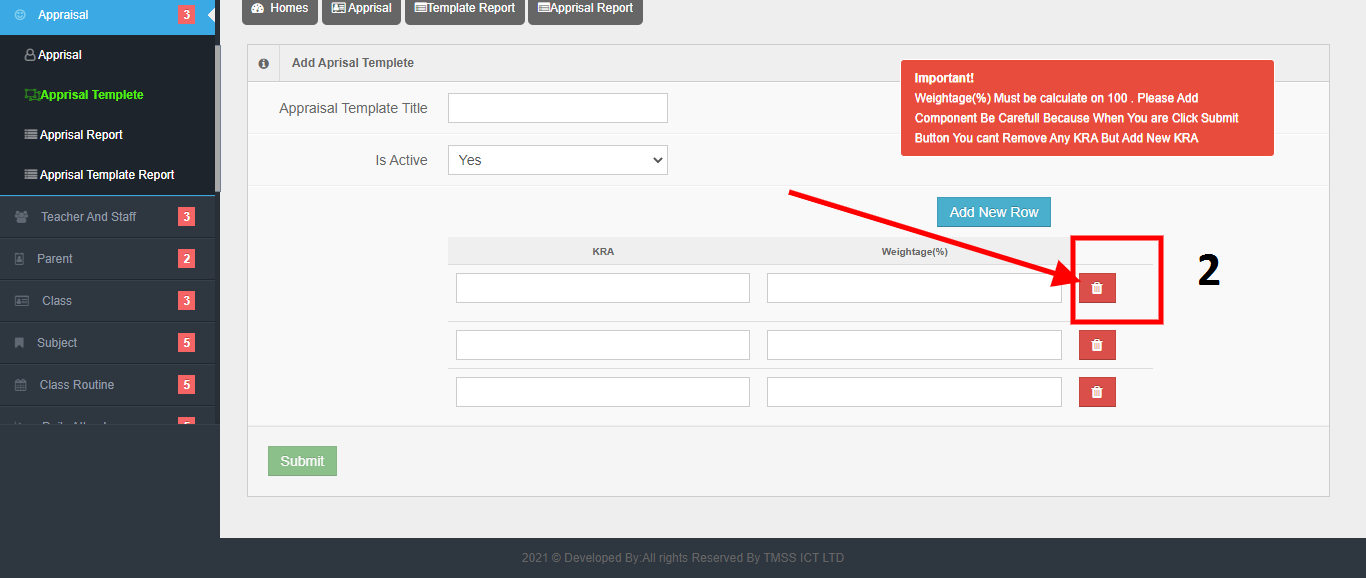 Appraisal 3
Apprisal
Apprisal Templete
Apprisal Report
Apprisal Template Report
Teacher And Staff 3
Parent 2
Class 3
Subject 5
Class Routine 5
Homes
Apprisal
Template Report
Apprisal Report
Add Aprisal Templete
Important!
Weightage(%) Must be calculate on 100 . Please Add
Component Be Carefull Because When You are Click Submit
Button You cant Remove Any KRA But Add New KRA
Appraisal Template Title
Is Active Yes
Add New Row
KRA Weightage(%)
2
Submit
2021 © Developed By:All rights Reserved By TMSS ICT LTD